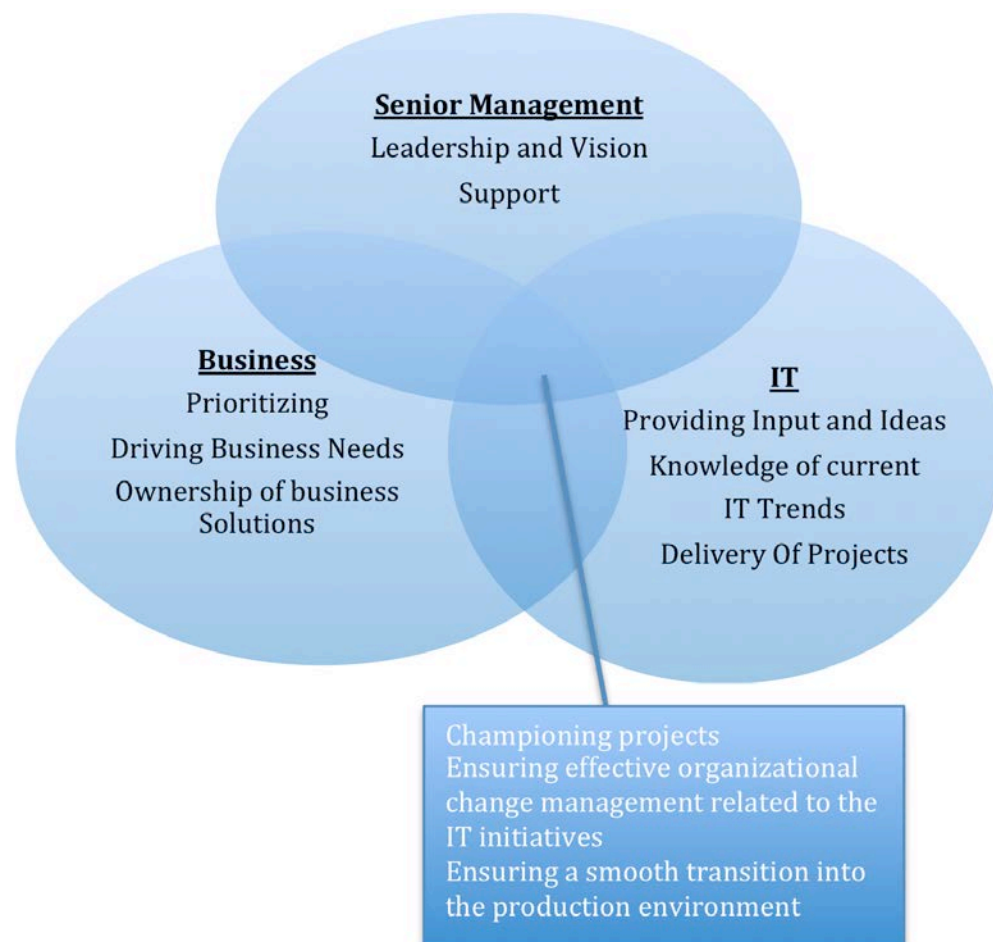 Senior Management
Leadership and Vision
Support
Business
Prioritizing
Driving Business Needs
Ownership of business
Solutions
IT
Providing Input and Ideas
Knowledge of current
IT Trends
Delivery Of Projects
Championing projects
Ensuring effective organizational
change management related to the
IT initiatives
Ensuring a smooth transition into
the production environment